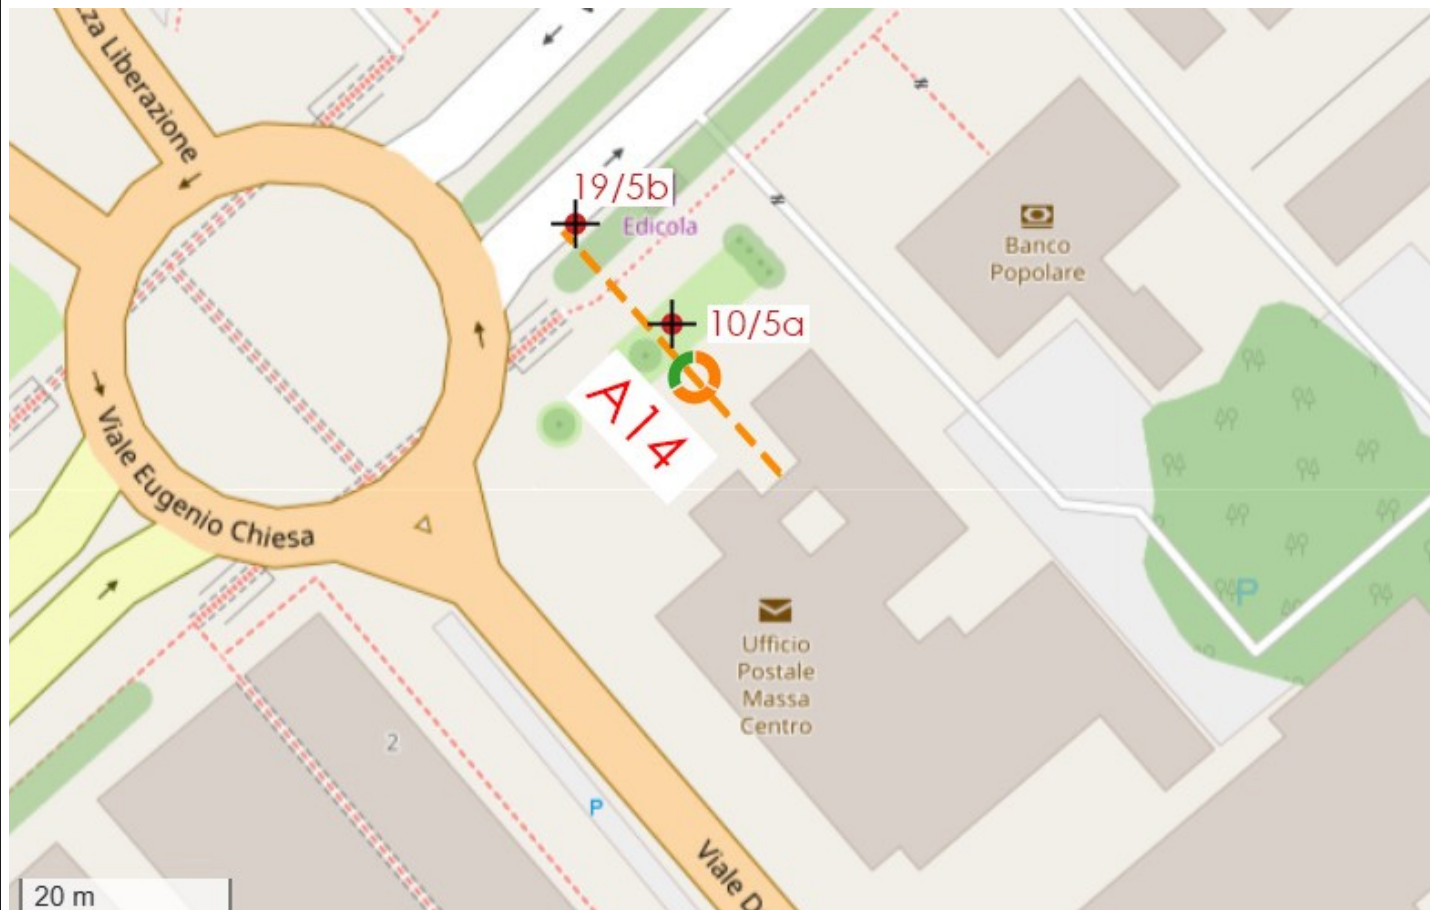 zza Liberazione
19/5b
Edicola
Banco
Popolare
10/5a
A14
Viale Eugenio Chiesa
P
Ufficio
Postale
Massa
Centro
2
P
Viale D
20 m